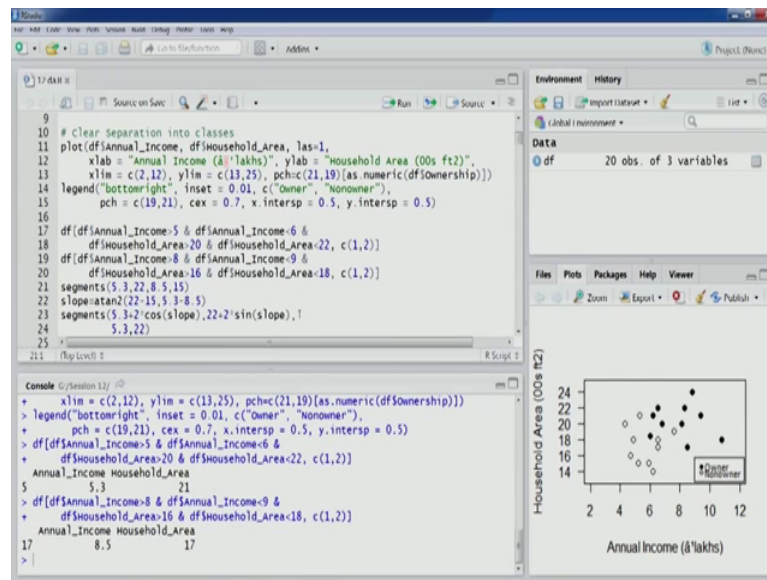 RStudio
File Edit Code View Plots Session Build Debug Profile Tools Help
Go to file/function
Addins
Project: (None)
12 da.R
Source on Save
Run
Source
9
10 # Clear Separation into classes
11 plot(df$Annual_Income, df$Household_Area, las=1,
12 xlab = "Annual Income (â‚'lakhs)", ylab = "Household Area (00s ft2)",
13 xlim = c(2,12), ylim = c(13,25), pch=c(21,19)[as.numeric(df$Ownership)])
14 legend("bottomright", inset = 0.01, c("Owner", "Nonowner"),
15 pch = c(19,21), cex = 0.7, x.intersp = 0.5, y.intersp = 0.5)
16
17 df[df$Annual_Income>5 & df$Annual_Income<6 &
18 df$Household_Area>20 & df$Household_Area<22, c(1,2)]
19 df[df$Annual_Income>8 & df$Annual_Income<9 &
20 df$Household_Area>16 & df$Household_Area<18, c(1,2)]
21 segments(5.3,22,8.5,15)
22 slope=atan2(22-15,5.3-8.5)
23 segments(5.3+2*cos(slope),22+2*sin(slope),
24 5.3,22)
25
21:1 (Top Level)
R Script
Console G:/Session 12/
+ xlim = c(2,12), ylim = c(13,25), pch=c(21,19)[as.numeric(df$Ownership)])
> legend("bottomright", inset = 0.01, c("Owner", "Nonowner"),
+ pch = c(19,21), cex = 0.7, x.intersp = 0.5, y.intersp = 0.5)
> df[df$Annual_Income>5 & df$Annual_Income<6 &
+ df$Household_Area>20 & df$Household_Area<22, c(1,2)]
Annual_Income Household_Area
5 5.3 21
> df[df$Annual_Income>8 & df$Annual_Income<9 &
+ df$Household_Area>16 & df$Household_Area<18, c(1,2)]
Annual_Income Household_Area
17 8.5 17
>
Environment History
Import Dataset
List
Global Environment
Data
df 20 obs. of 3 variables
Files Plots Packages Help Viewer
Zoom Export Publish
Household Area (00s ft2)
24
22
20
18
16
14
Owner
Nonowner
2 4 6 8 10 12
Annual Income (â'lakhs)